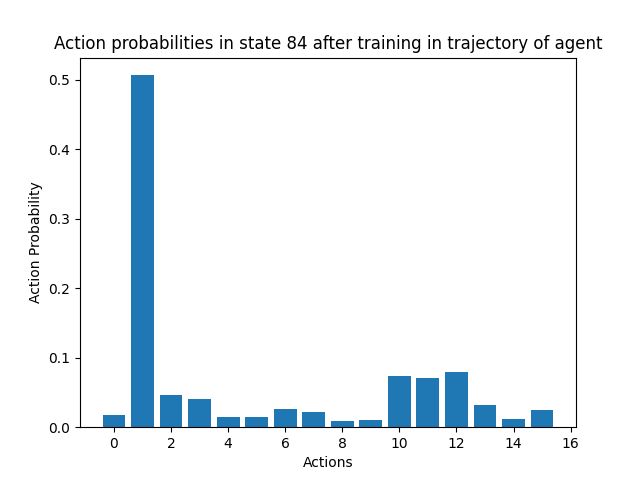 Action probabilities in state 84 after training in trajectory of agent
Action Probability
0.5
0.4
0.3
0.2
0.1
0.0
0 2 4 6 8 10 12 14 16
Actions